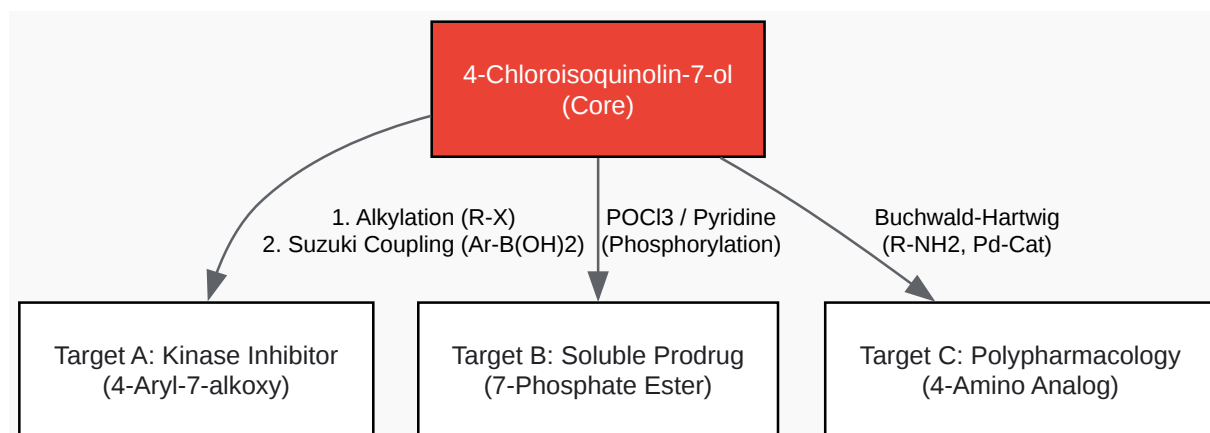 4-Chloroisoquinolin-7-ol
(Core)
1. Alkylation (R-X)
2. Suzuki Coupling (Ar-B(OH)2)
POCl3 / Pyridine
(Phosphorylation)
Buchwald-Hartwig
(R-NH2, Pd-Cat)
Target A: Kinase Inhibitor
(4-Aryl-7-alkoxy)
Target B: Soluble Prodrug
(7-Phosphate Ester)
Target C: Polypharmacology
(4-Amino Analog)